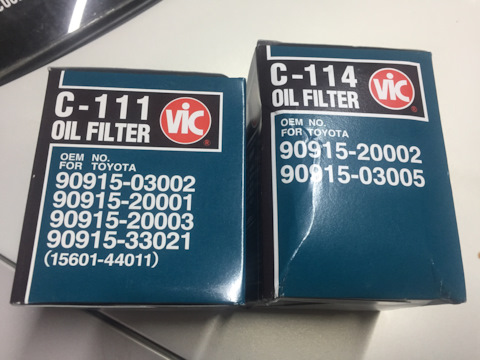 C-111
OIL FILTER
VIC
®
OEM NO.
FOR TOYOTA
90915-03002
90915-20001
90915-20003
90915-33021
(15601-44011)
C-114
OIL FILTER
VIC
®
OEM NO.
FOR TOYOTA
90915-20002
90915-03005